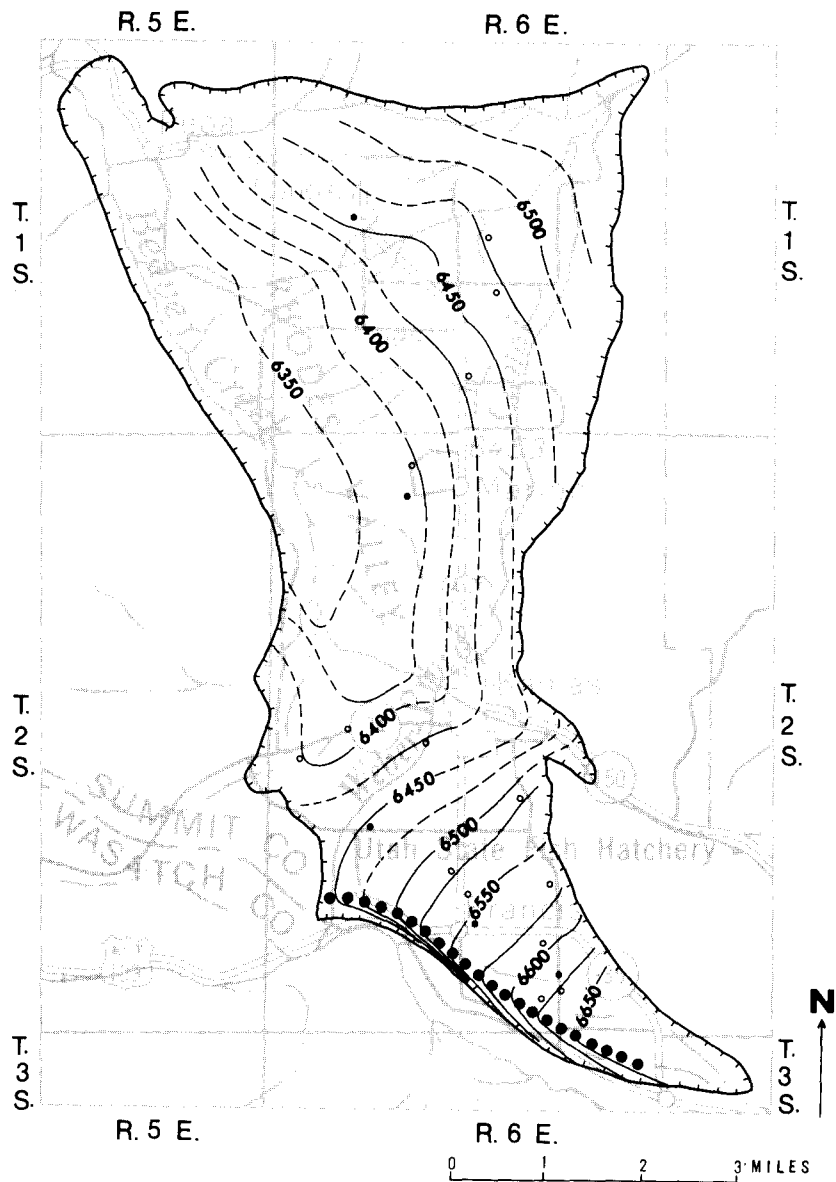 R. 5 E.
R. 6 E.
T.
1
S.
T.
1
S.
6500
6450
6400
6350
RHODES
VALLEY
T.
2
S.
T.
2
S.
6400
6450
SUMMIT CO
WASATCH CO
6500
Utah State Fish Hatchery
6550
6600
6650
N
T.
3
S.
T.
3
S.
R. 5 E.
R. 6 E.
0 1 2 3 MILES